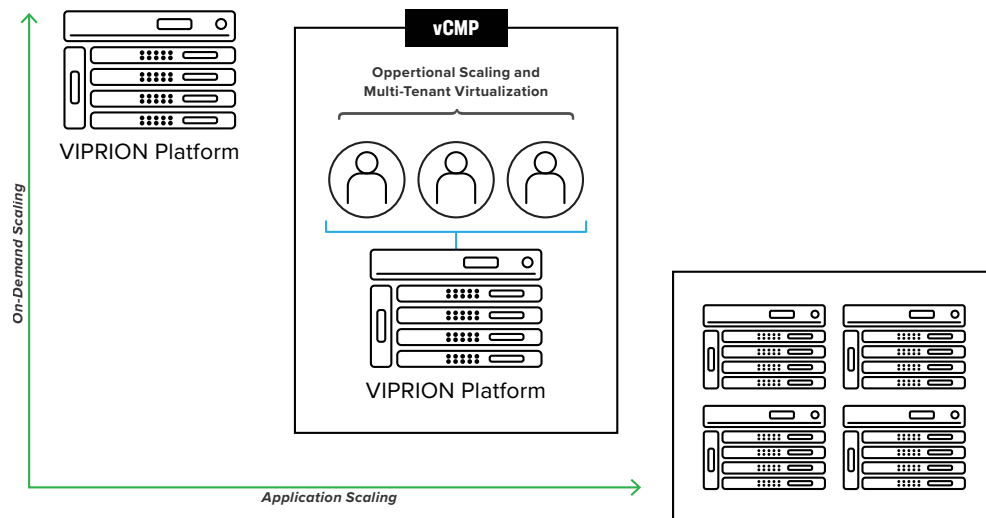 vCMP
Oppertional Scaling and
Multi-Tenant Virtualization
VIPRION Platform
VIPRION Platform
On-Demand Scaling
Application Scaling